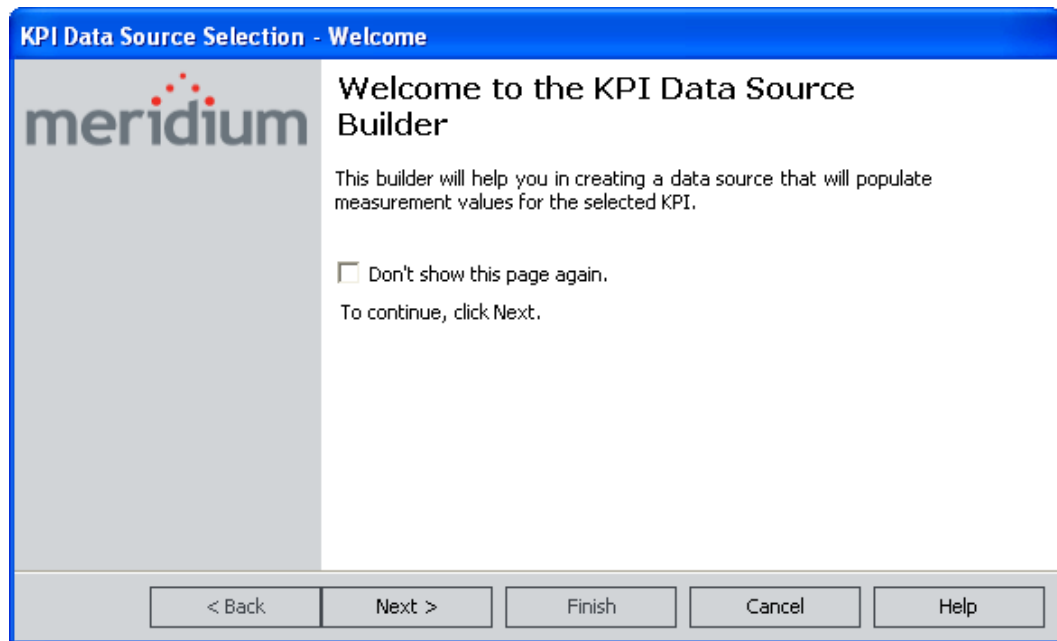 KPI Data Source Selection - Welcome
meridium
Welcome to the KPI Data Source
Builder
This builder will help you in creating a data source that will populate
measurement values for the selected KPI.
Don't show this page again.
To continue, click Next.
< Back
Next >
Finish
Cancel
Help